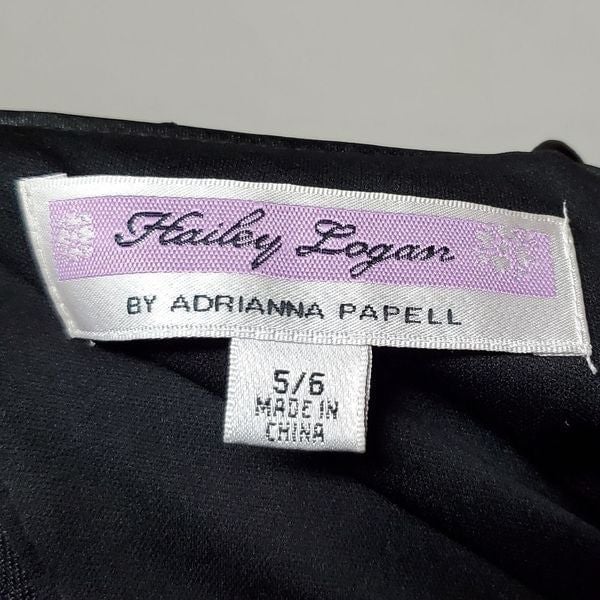 Hailey Logan
BY ADRIANNA PAPELL
5/6
MADE IN
CHINA